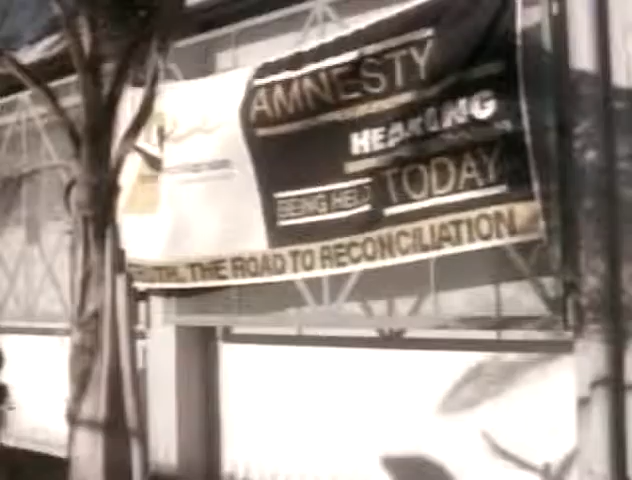 AMNESTY
HEARING
BEING HELD TODAY
TRUTH. THE ROAD TO RECONCILIATION